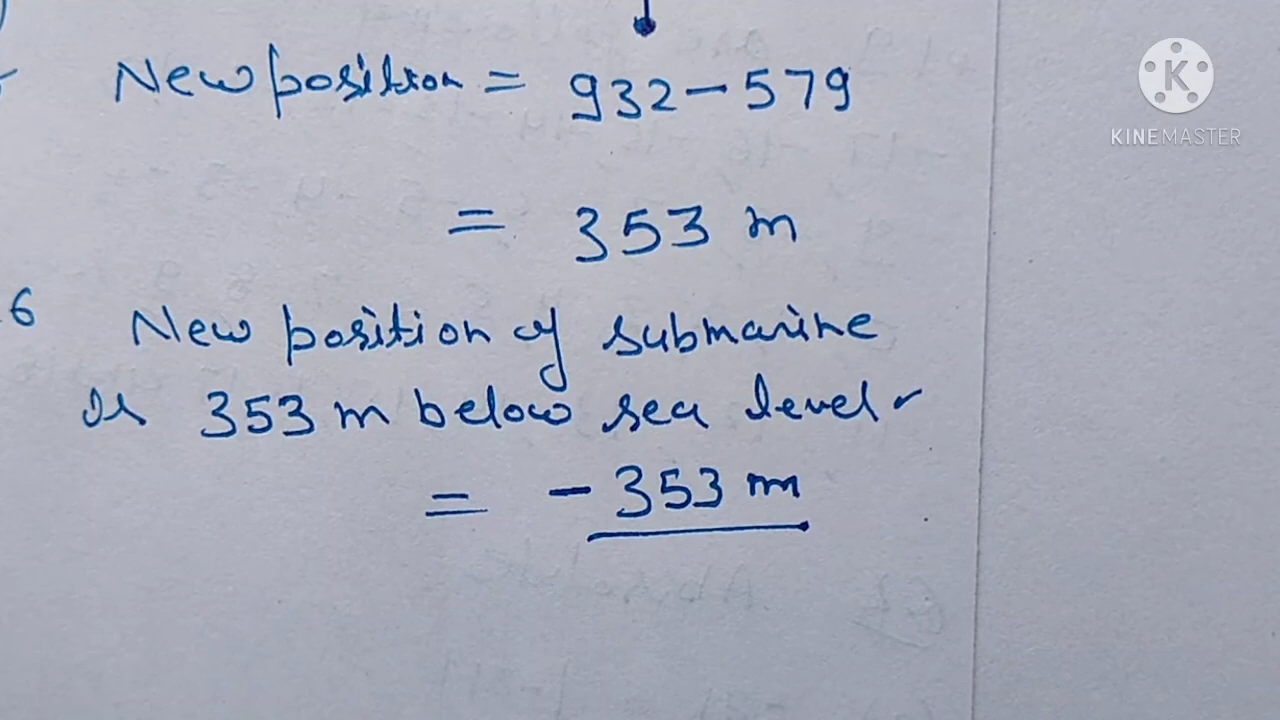 New position = 932-579
= 353 m
6
New position of submarine
is 353 m below sea level
= -353 m
K
KINEMASTER